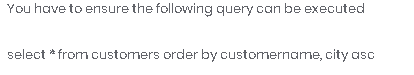 You have to ensure the following query can be executed
select * from customers order by customername, city asc